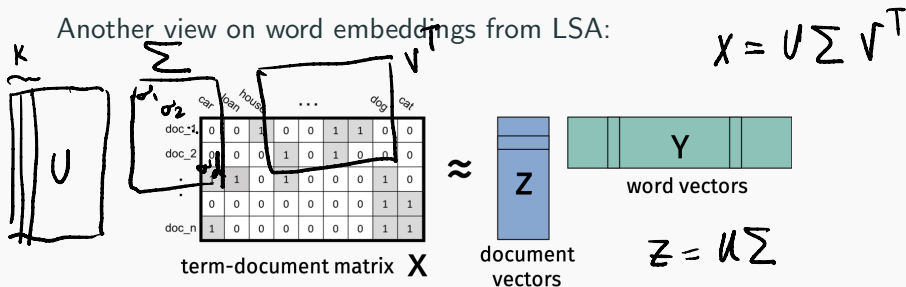 Another view on word embeddings from LSA:
X = U Σ V^T
K
Σ
V^T
U
σ1
σ2
σd
car loan house ... dog cat
doc_1 0 0 1 0 0 1 1 0 0
doc_2 0 0 0 1 0 1 0 0 0
: 0 1 0 1 0 0 0 1 0
0 0 0 0 0 0 0 1 1
doc_n 1 0 0 0 0 0 0 1 1
≈
Z
Y
word vectors
document
vectors
term-document matrix X
Z = UΣ